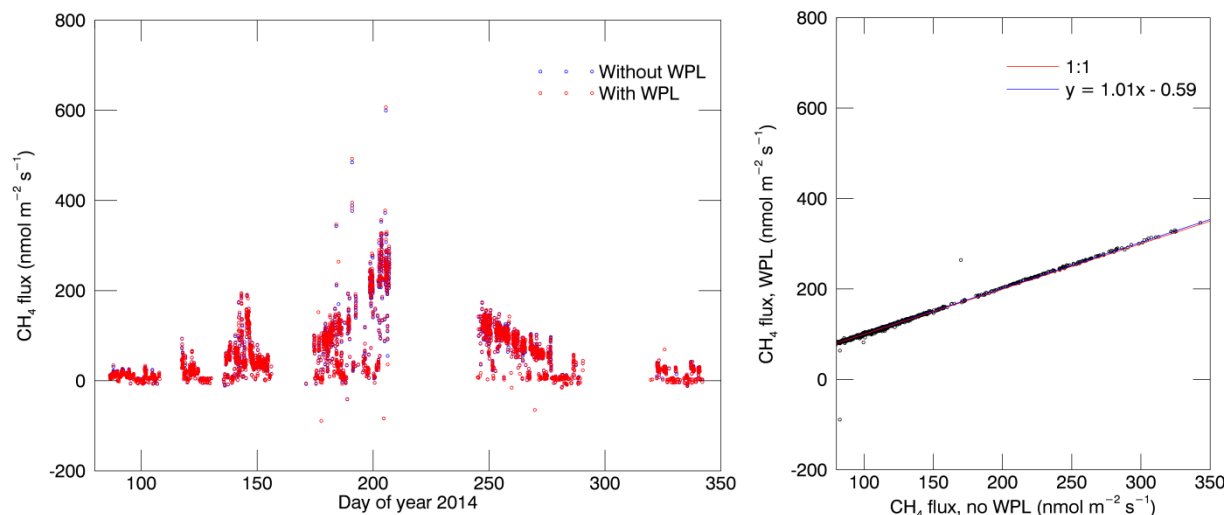 800
600
400
200
0
-200
CH₄ flux (nmol m⁻² s⁻¹)
Without WPL
With WPL
100 150 200 250 300 350
Day of year 2014
800
600
400
200
0
-200
CH₄ flux, WPL (nmol m⁻² s⁻¹)
1:1
y = 1.01x - 0.59
100 150 200 250 300 350
CH₄ flux, no WPL (nmol m⁻² s⁻¹)